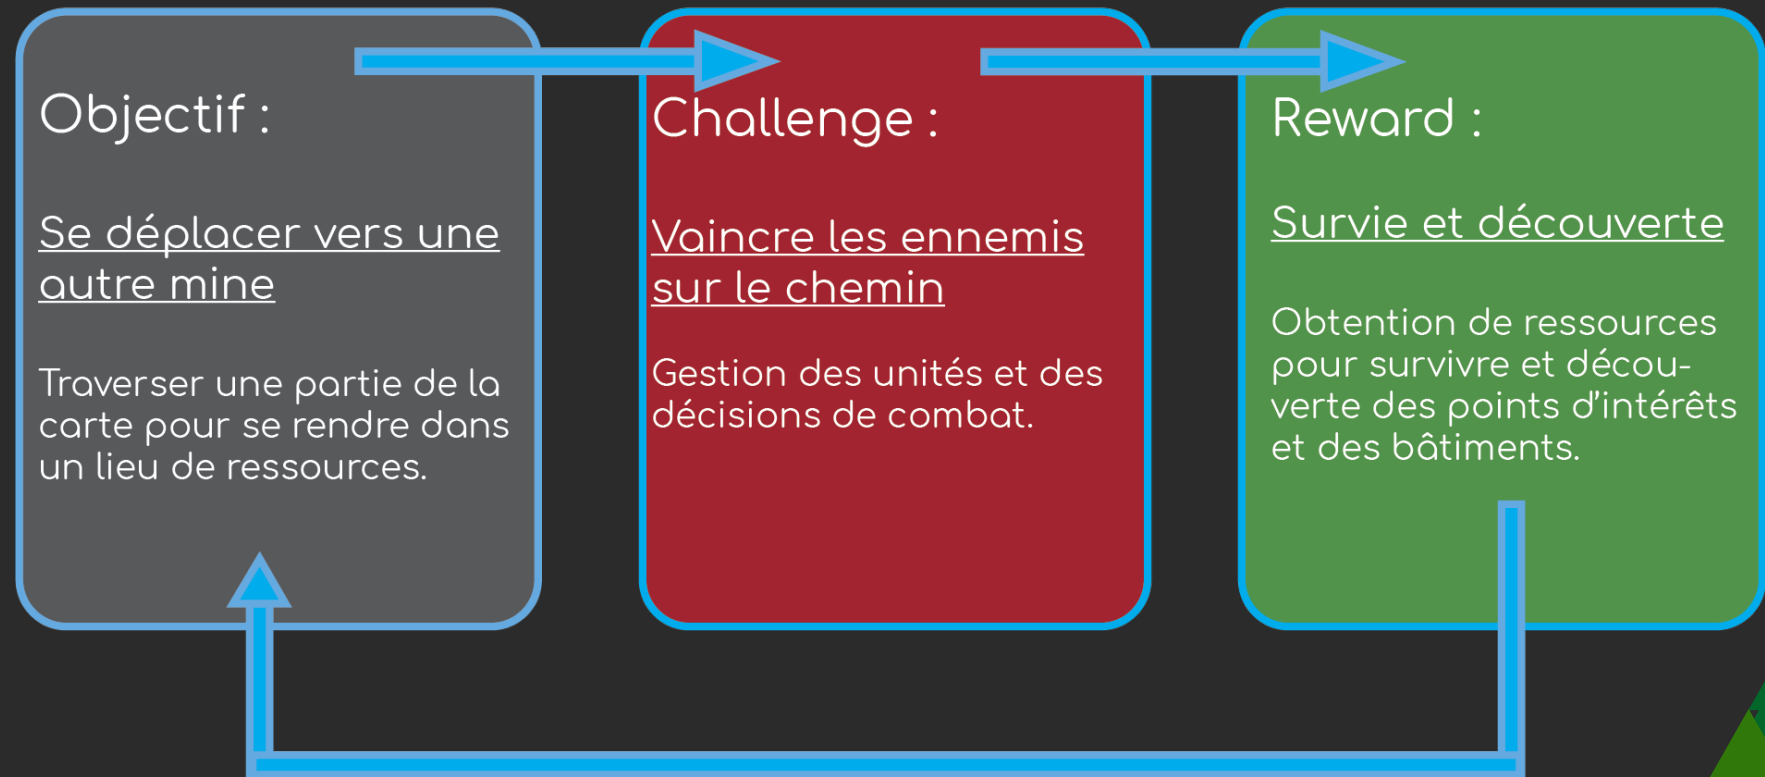 Objectif :
Se déplacer vers une
autre mine
Traverser une partie de la
carte pour se rendre dans
un lieu de ressources.
Challenge :
Vaincre les ennemis
sur le chemin
Gestion des unités et des
décisions de combat.
Reward :
Survie et découverte
Obtention de ressources
pour survivre et décou-
verte des points d'intérêts
et des bâtiments.